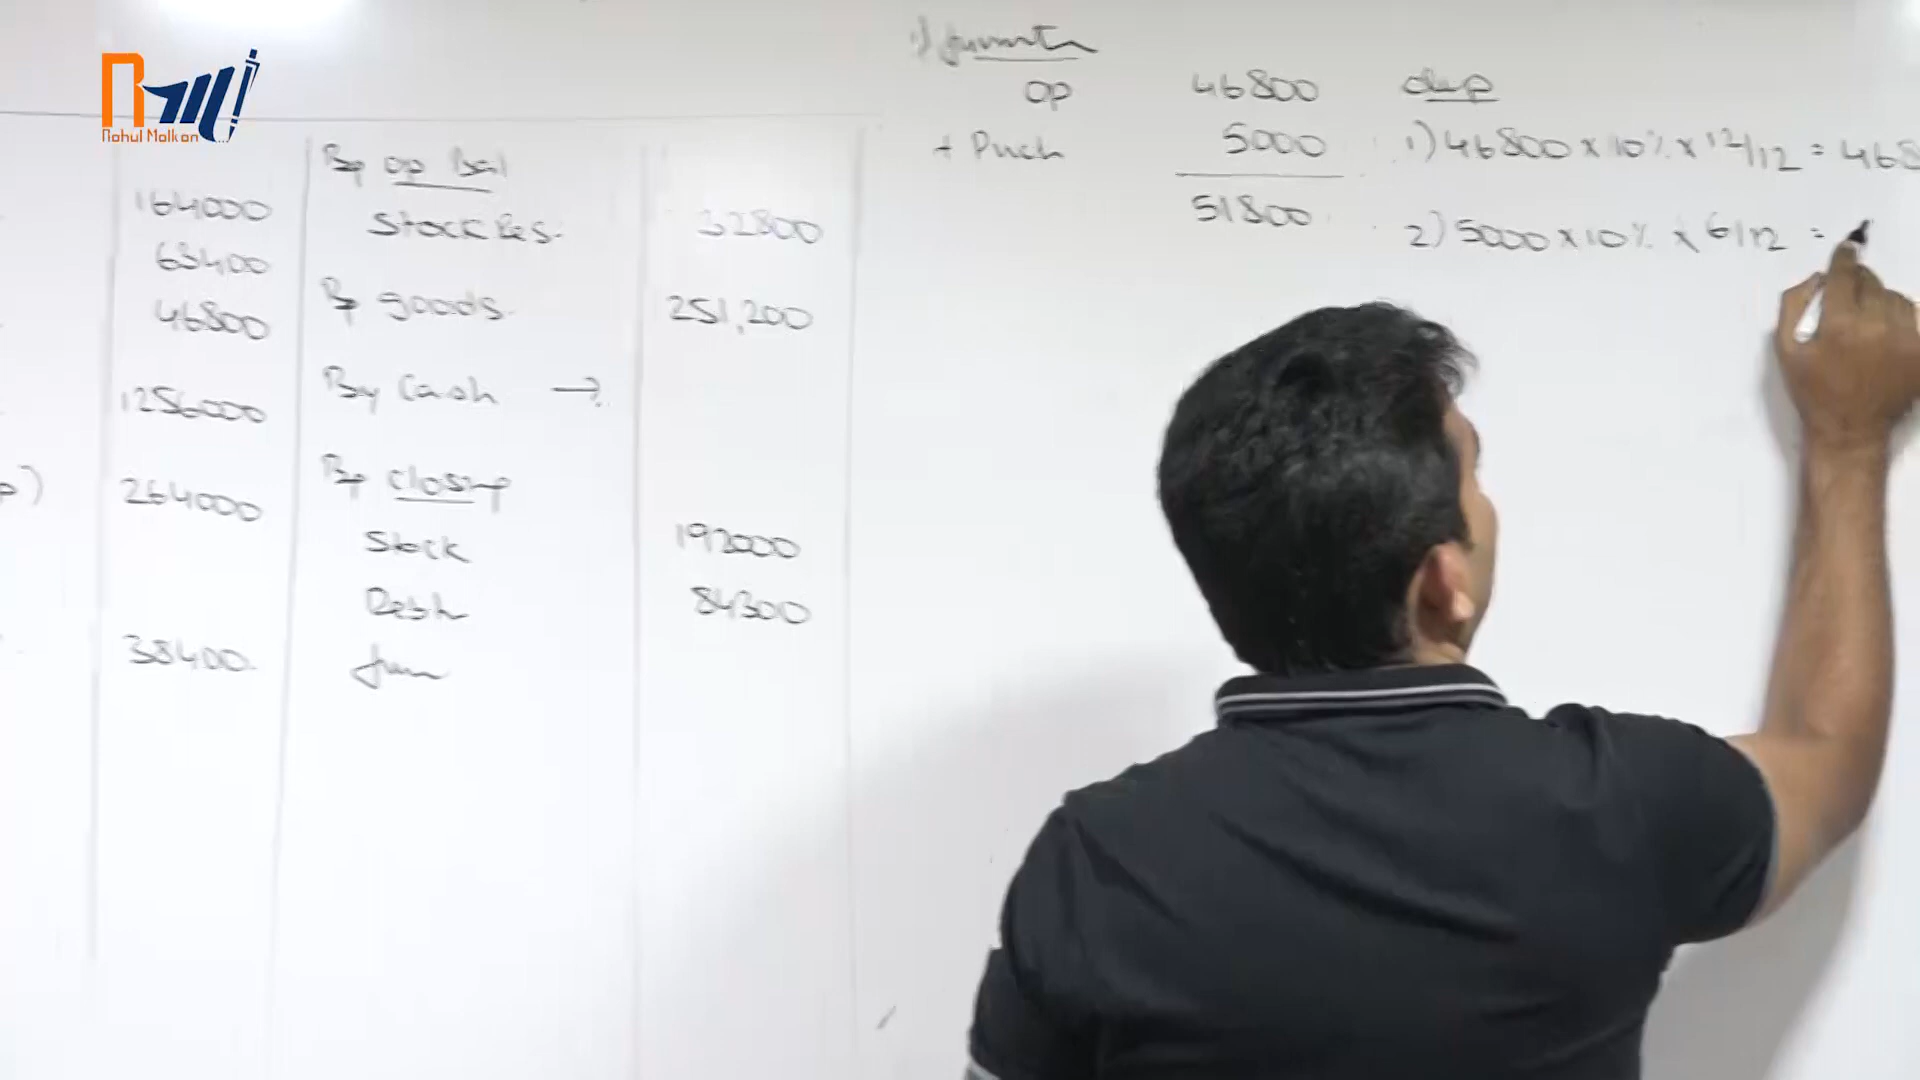 Rahul Malkan
1) furniture
OP 46800
+ Purch 5000
51800
dep
1) 46800 x 10% x 12/12 = 468
2) 5000 x 10% x 6/12 =
By OP Bal
164000 Stock Res. 32800
63400
46800 By goods 251,200
1256000 By Cash →
By closing
264000
Stock 192000
Debtr 84300
38400 furn